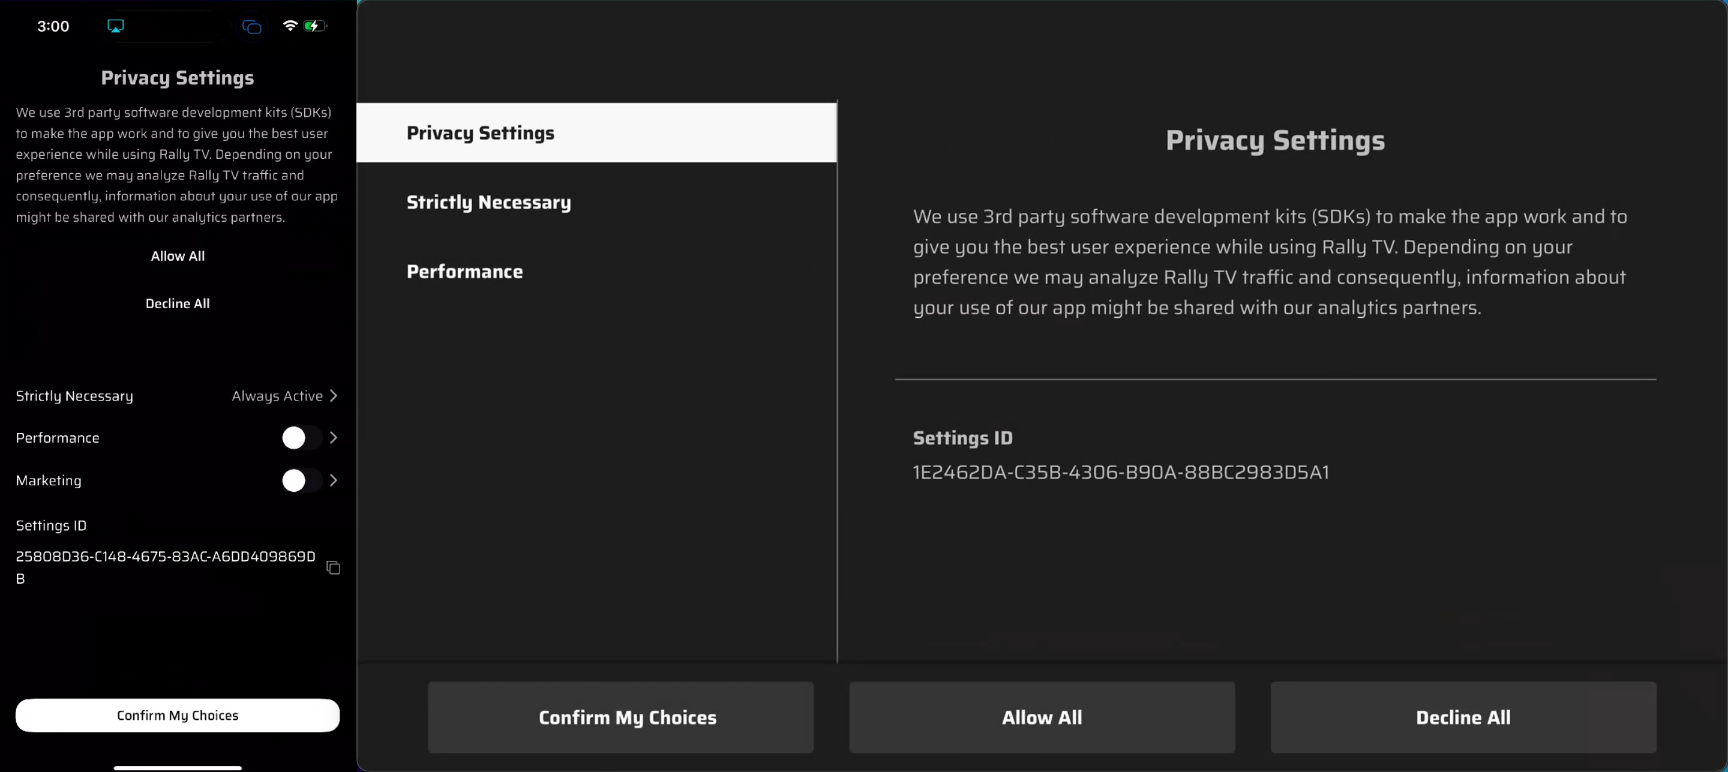 3:00
Privacy Settings
We use 3rd party software development kits (SDKs)
to make the app work and to give you the best user
experience while using Rally TV. Depending on your
preference we may analyze Rally TV traffic and
consequently, information about your use of our app
might be shared with our analytics partners.
Allow All
Decline All
Strictly Necessary Always Active
Performance
Marketing
Settings ID
25808D36-C148-4675-83AC-A6DD409869D
B
Confirm My Choices
Privacy Settings
Strictly Necessary
Performance
Privacy Settings
We use 3rd party software development kits (SDKs) to make the app work and to
give you the best user experience while using Rally TV. Depending on your
preference we may analyze Rally TV traffic and consequently, information about
your use of our app might be shared with our analytics partners.
Settings ID
1E2462DA-C35B-4306-B90A-88BC2983D5A1
Confirm My Choices
Allow All
Decline All